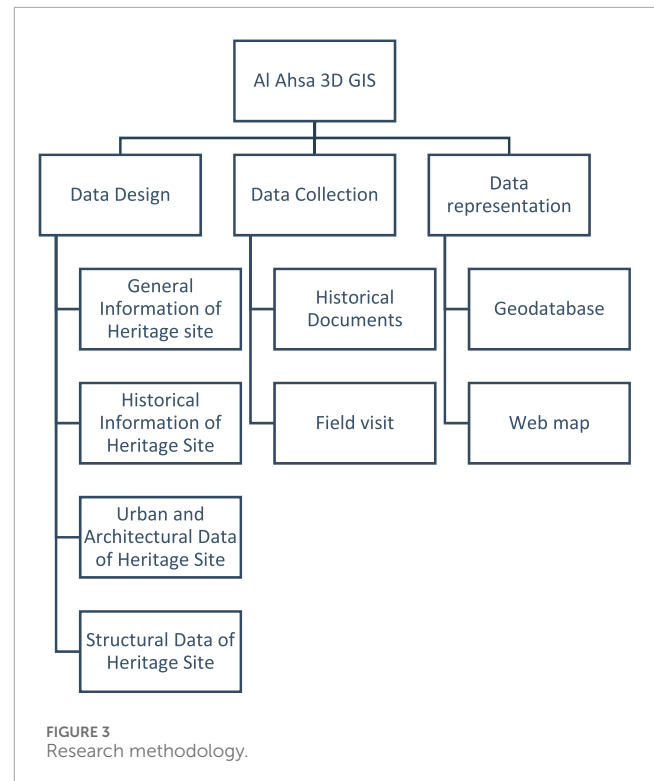 Al Ahsa 3D GIS
Data Design
Data Collection
Data
representation
General
Information of
Heritage site
Historical
Documents
Geodatabase
Historical
Information of
Heritage Site
Field visit
Web map
Urban and
Architectural Data
of Heritage Site
Structural Data of
Heritage Site
FIGURE 3
Research methodology.